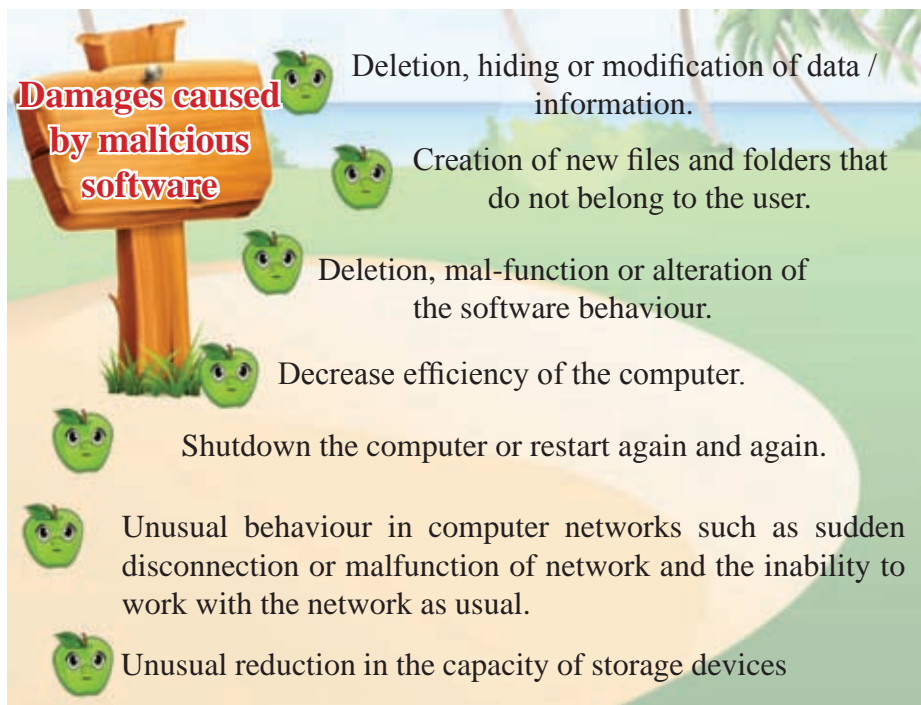 Damages caused
by malicious
software
Deletion, hiding or modification of data /
information.
Creation of new files and folders that
do not belong to the user.
Deletion, mal-function or alteration of
the software behaviour.
Decrease efficiency of the computer.
Shutdown the computer or restart again and again.
Unusual behaviour in computer networks such as sudden
disconnection or malfunction of network and the inability to
work with the network as usual.
Unusual reduction in the capacity of storage devices